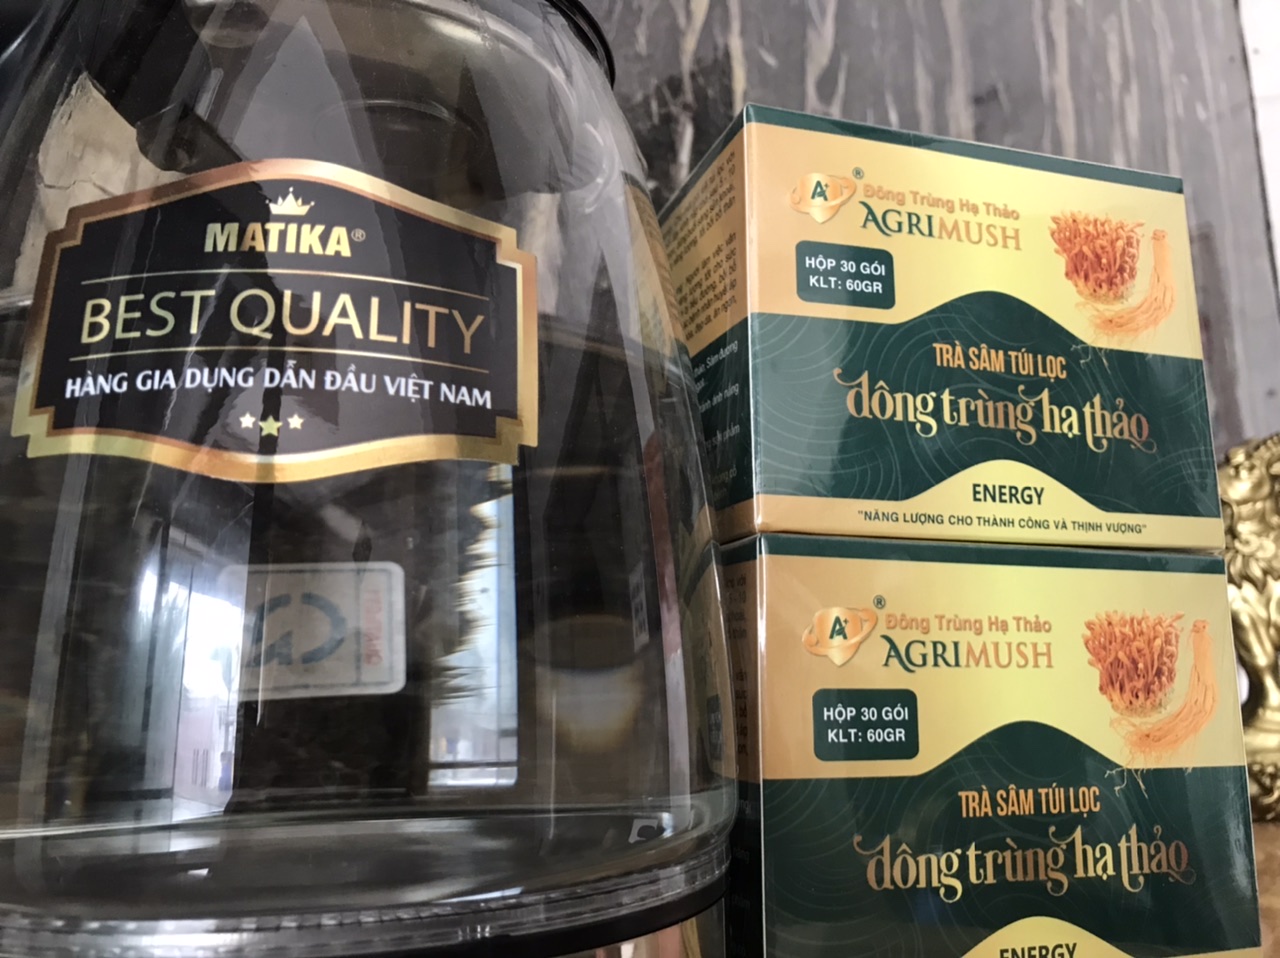 MATIKA®
BEST QUALITY
HÀNG GIA DỤNG DẪN ĐẦU VIỆT NAM
A+ ®
Đông Trùng Hạ Thảo
AGRIMUSH
HỘP 30 GÓI
KLT: 60GR
TRÀ SÂM TÚI LỌC
đông trùng hạ thảo
ENERGY
"NĂNG LƯỢNG CHO THÀNH CÔNG VÀ THỊNH VƯỢNG"
A+ ®
Đông Trùng Hạ Thảo
AGRIMUSH
HỘP 30 GÓI
KLT: 60GR
TRÀ SÂM TÚI LỌC
đông trùng hạ thảo
ENERGY